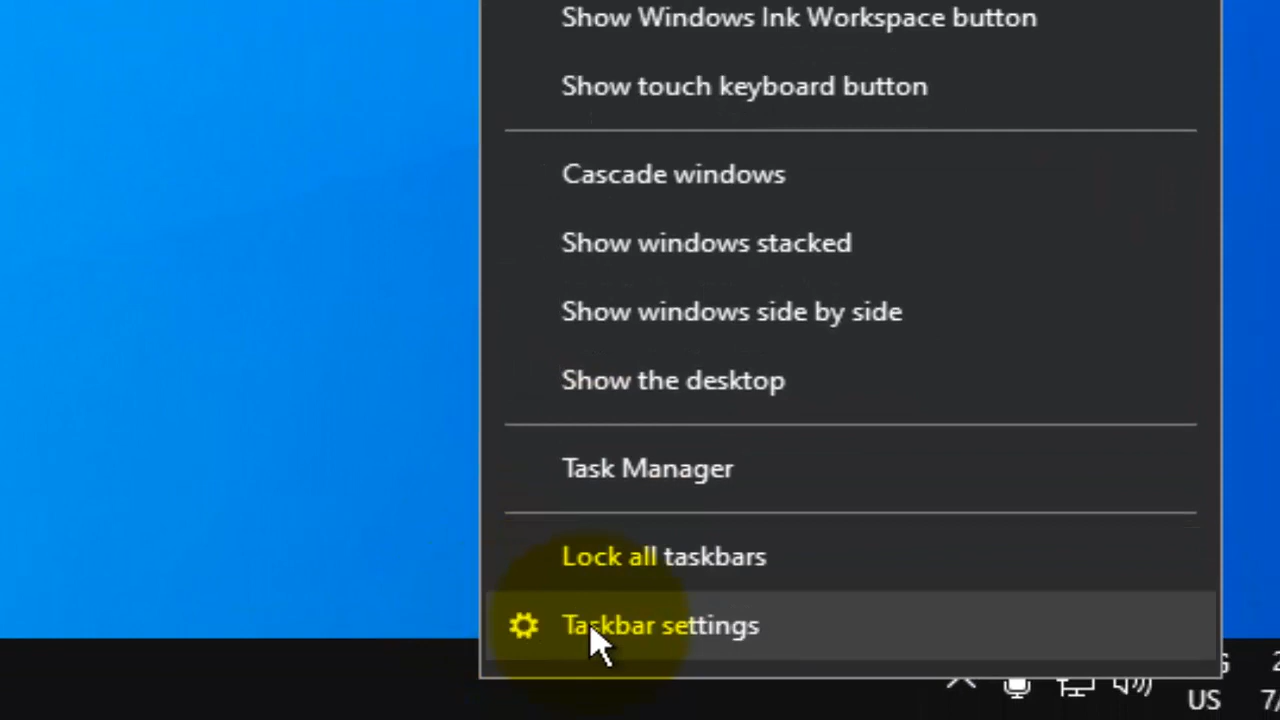 Show Windows Ink Workspace button
Show touch keyboard button
Cascade windows
Show windows stacked
Show windows side by side
Show the desktop
Task Manager
Lock all taskbars
Taskbar settings
US
7/